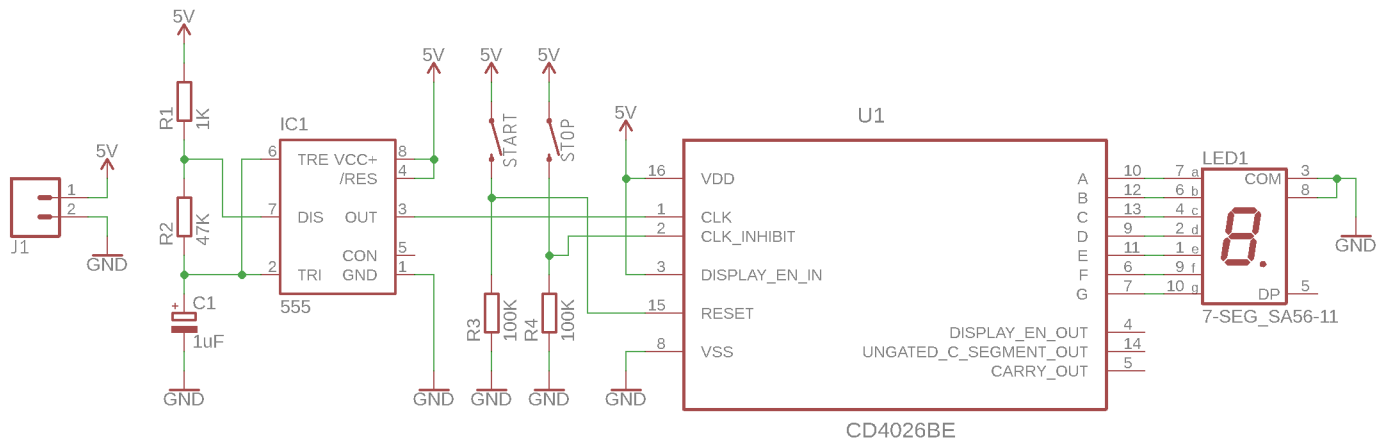 5V
R1
1K
R2
47K
C1
+
1uF
GND
5V
J1
1
2
GND
IC1
6
TRE
7
DIS
2
TRI
VCC+
8
/RES
4
OUT
3
CON
5
GND
1
555
5V
GND
5V
START
R3
100K
GND
5V
STOP
R4
100K
GND
5V
GND
U1
16
VDD
1
CLK
2
CLK_INHIBIT
3
DISPLAY_EN_IN
15
RESET
8
VSS
A
10
B
12
C
13
D
9
E
11
F
6
G
7
DISPLAY_EN_OUT
4
UNGATED_C_SEGMENT_OUT
14
CARRY_OUT
5
CD4026BE
LED1
7
a
6
b
4
c
2
d
1
e
9
f
10
g
COM
3
8
8.
DP
5
7-SEG_SA56-11
GND